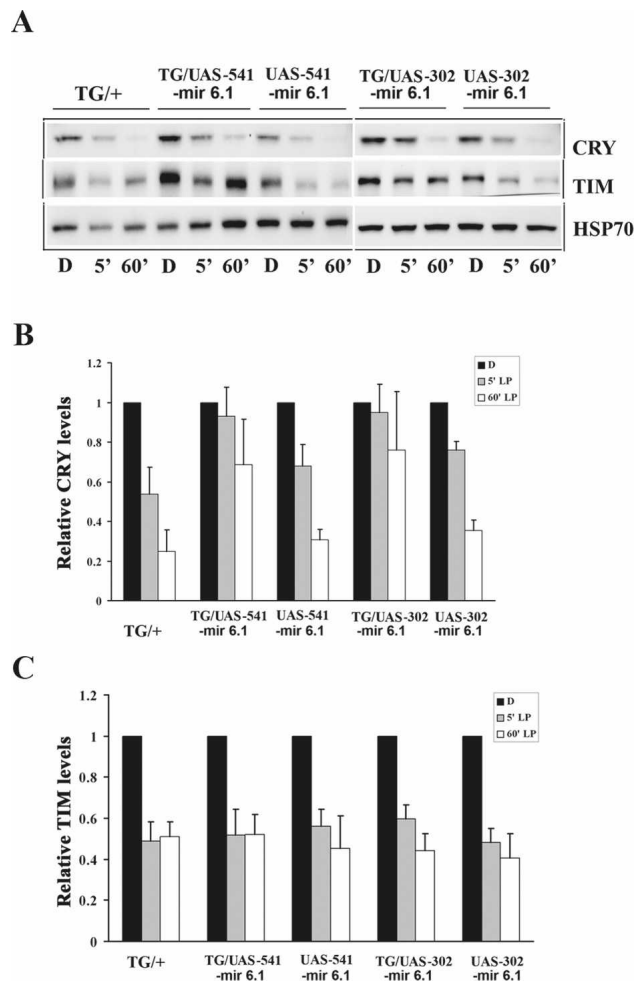 A
TG/+
TG/UAS-541
-mir 6.1
UAS-541
-mir 6.1
TG/UAS-302
-mir 6.1
UAS-302
-mir 6.1
CRY
TIM
HSP70
D 5’ 60’ D 5’ 60’ D 5’ 60’ D 5’ 60’ D 5’ 60’
B
Relative CRY levels
1.2
1
0.8
0.6
0.4
0.2
0
D
5' LP
60' LP
TG/+
TG/UAS-541
-mir 6.1
UAS-541
-mir 6.1
TG/UAS-302
-mir 6.1
UAS-302
-mir 6.1
C
Relative TIM levels
1.2
1
0.8
0.6
0.4
0.2
0
D
5' LP
60' LP
TG/+
TG/UAS-541
-mir 6.1
UAS-541
-mir 6.1
TG/UAS-302
-mir 6.1
UAS-302
-mir 6.1